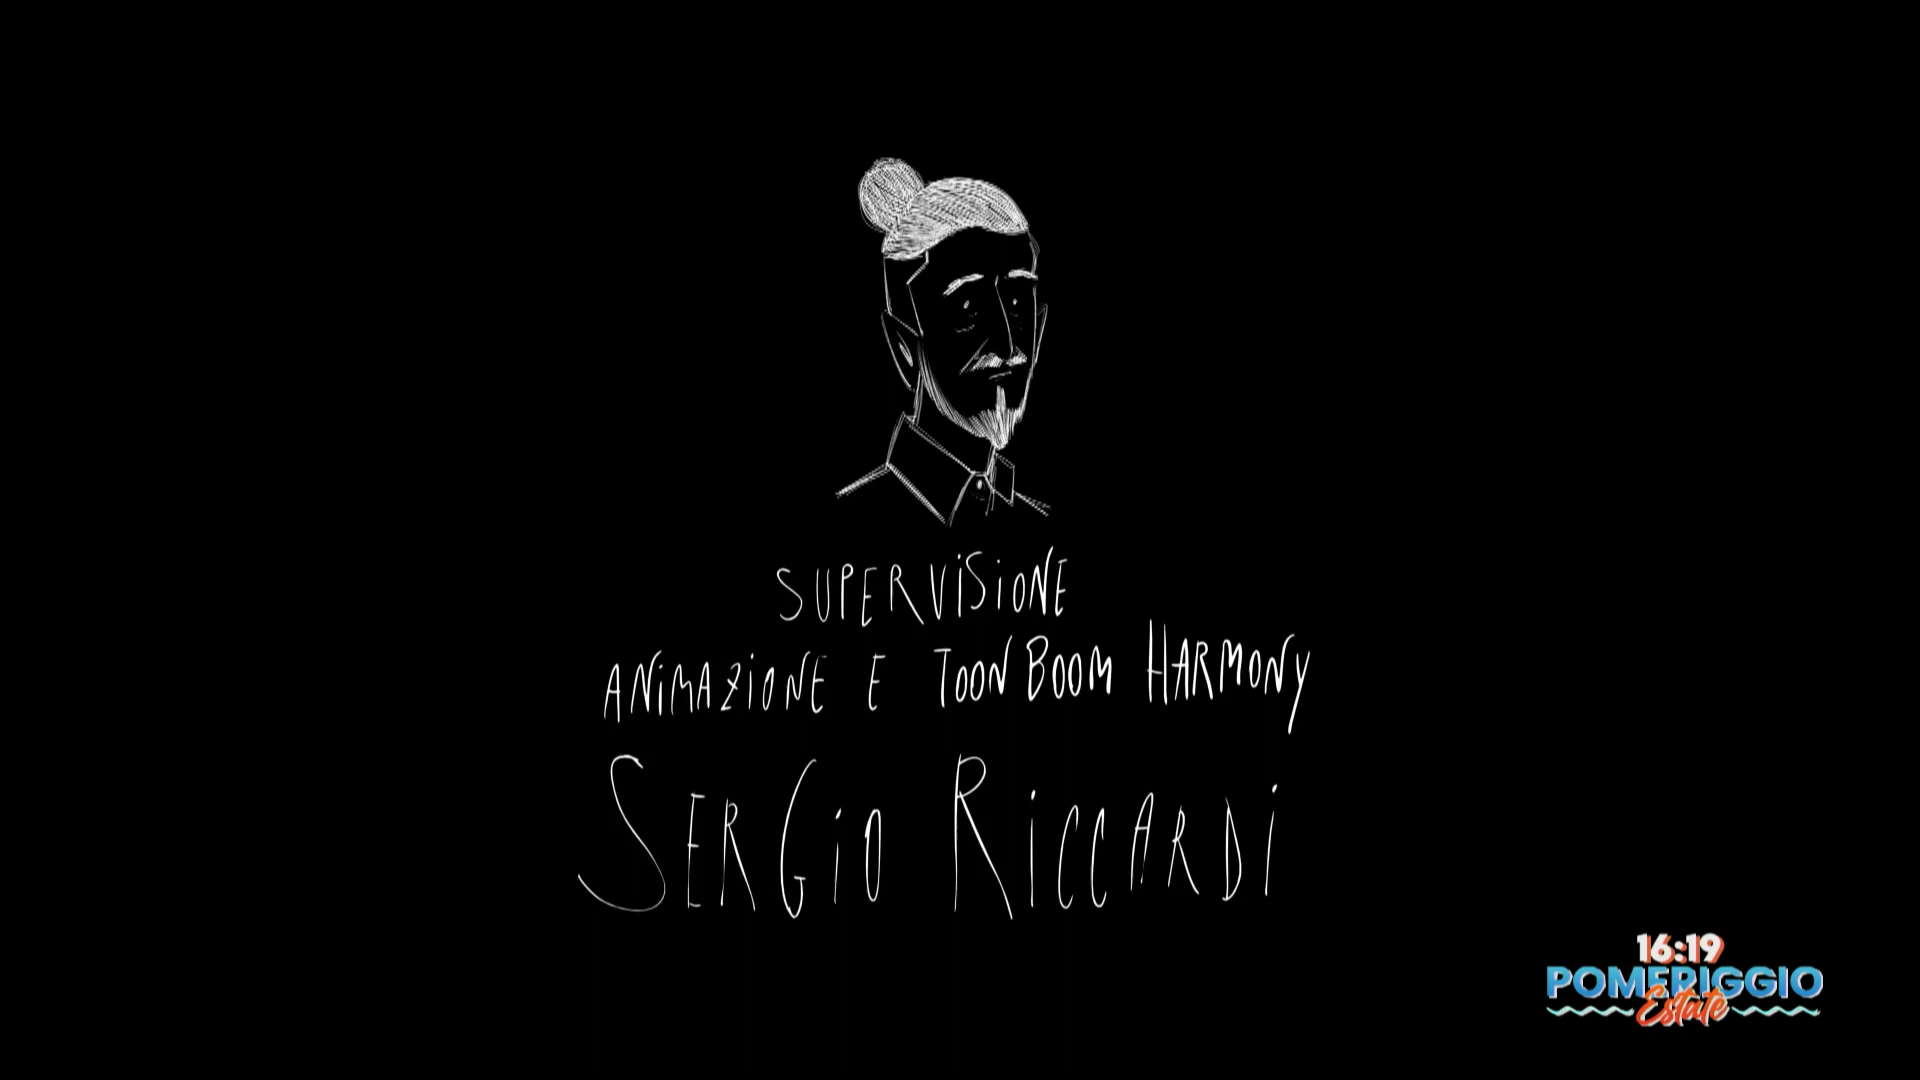 SUPERVISIONE
ANIMAZIONE E TOON BOOM HARMONY
SERGIO RICCARDI
16:19
POMERIGGIO
Estate